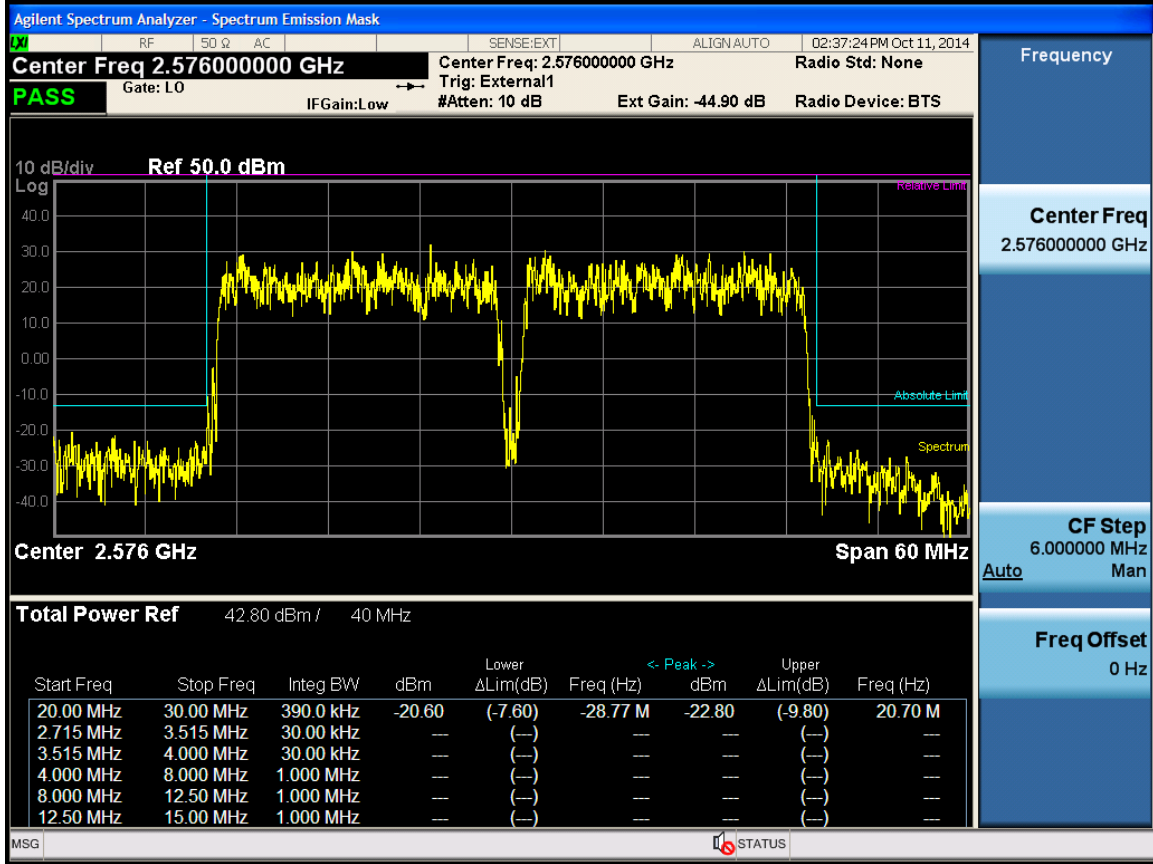 Agilent Spectrum Analyzer - Spectrum Emission Mask
LXI RF 50 Ω AC SENSE:EXT ALIGN AUTO 02:37:24 PM Oct 11, 2014
Center Freq 2.576000000 GHz Center Freq: 2.576000000 GHz Radio Std: None
Gate: LO Trig: External1
PASS IFGain:Low #Atten: 10 dB Ext Gain: -44.90 dB Radio Device: BTS
10 dB/div Ref 50.0 dBm
Log Relative Limit
40.0
30.0
20.0
10.0
0.00
-10.0 Absolute Limit
-20.0
Spectrum
-30.0
-40.0
Center 2.576 GHz Span 60 MHz
Total Power Ref 42.80 dBm / 40 MHz
Lower <- Peak -> Upper
Start Freq Stop Freq Integ BW dBm ΔLim(dB) Freq (Hz) dBm ΔLim(dB) Freq (Hz)
20.00 MHz 30.00 MHz 390.0 kHz -20.60 (-7.60) -28.77 M -22.80 (-9.80) 20.70 M
2.715 MHz 3.515 MHz 30.00 kHz --- (---) --- --- (---) ---
3.515 MHz 4.000 MHz 30.00 kHz --- (---) --- --- (---) ---
4.000 MHz 8.000 MHz 1.000 MHz --- (---) --- --- (---) ---
8.000 MHz 12.50 MHz 1.000 MHz --- (---) --- --- (---) ---
12.50 MHz 15.00 MHz 1.000 MHz --- (---) --- --- (---) ---
MSG STATUS
Frequency
Center Freq
2.576000000 GHz
CF Step
6.000000 MHz
Auto Man
Freq Offset
0 Hz